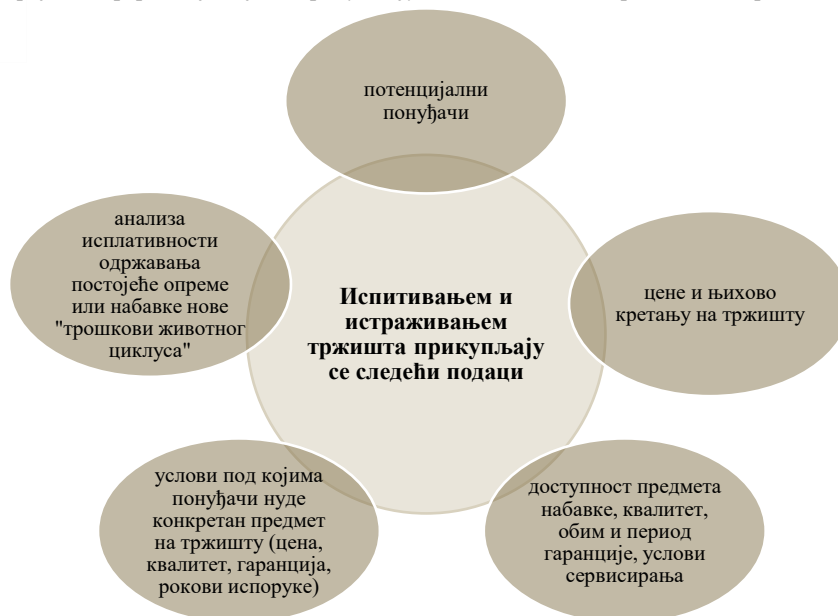 потенцијални
понуђачи
анализа
исплативности
одржавања
постојеће опреме
или набавке нове
"трошкови животног
циклуса"
цене и њихово
кретању на тржишту
Испитивањем и
истраживањем
тржишта прикупљају
се следећи подаци
услови под којима
понуђачи нуде
конкретан предмет
на тржишту (цена,
квалитет, гаранција,
рокови испоруке)
доступност предмета
набавке, квалитет,
обим и период
гаранције, услови
сервисирања